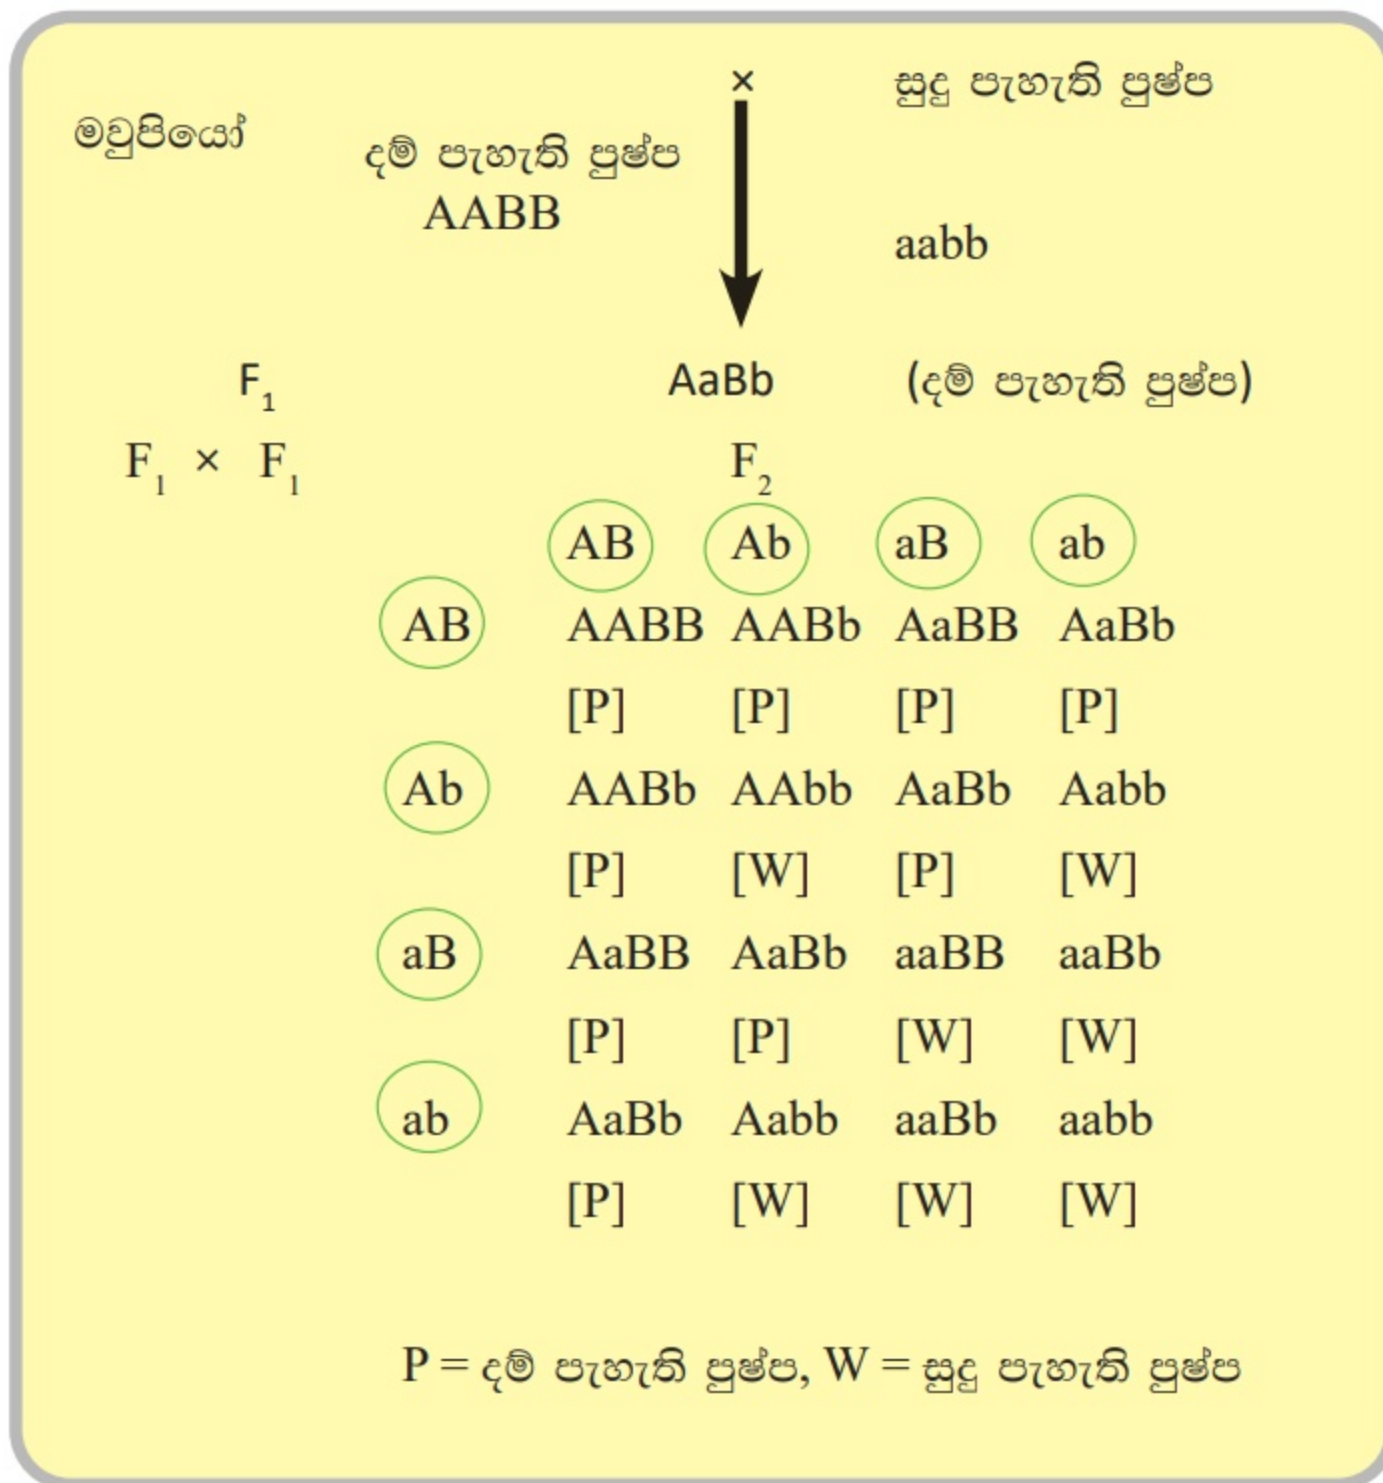 × සුදු පැහැති පුෂ්ප
මවුපියෝ දම් පැහැති පුෂ්ප
AABB
aabb
F₁ AaBb (දම් පැහැති පුෂ්ප)
F₁ × F₁ F₂
AB Ab aB ab
AB AABB AABb AaBB AaBb
[P] [P] [P] [P]
Ab AABb AAbb AaBb Aabb
[P] [W] [P] [W]
aB AaBB AaBb aaBB aaBb
[P] [P] [W] [W]
ab AaBb Aabb aaBb aabb
[P] [W] [W] [W]
P = දම් පැහැති පුෂ්ප, W = සුදු පැහැති පුෂ්ප